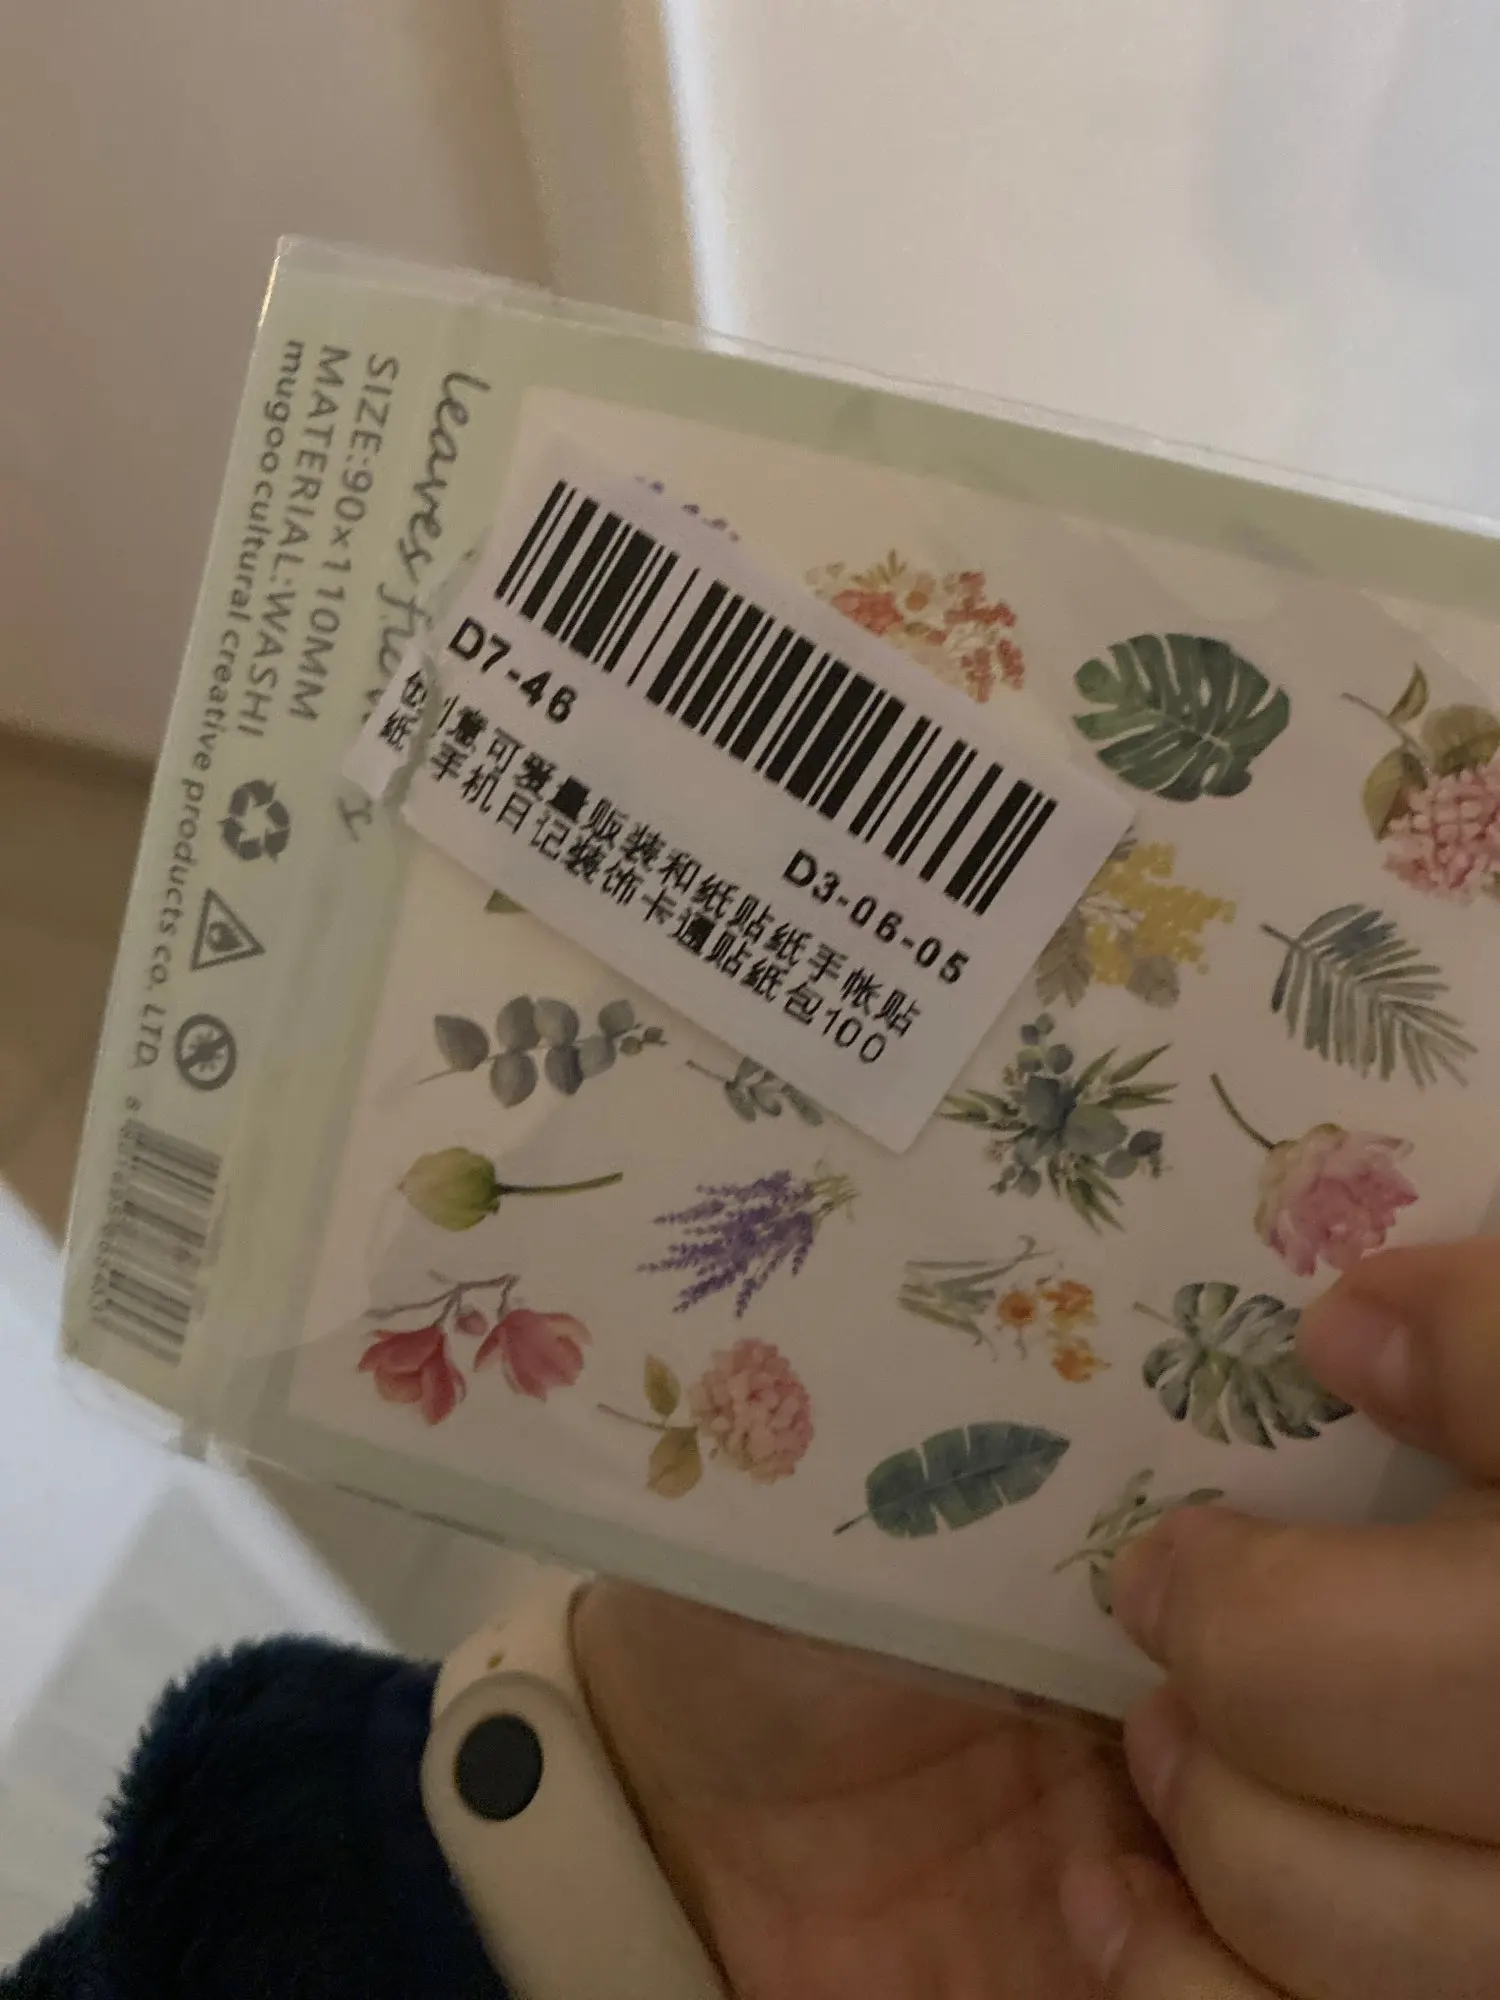 leaves
SIZE:90×110MM
MATERIAL:WASHI
mugoo cultural creative products co. LTD
D7-46
D3-06-05
意可爱量贩装和纸贴纸手帐贴
纸 手机日记装饰卡通贴纸包100